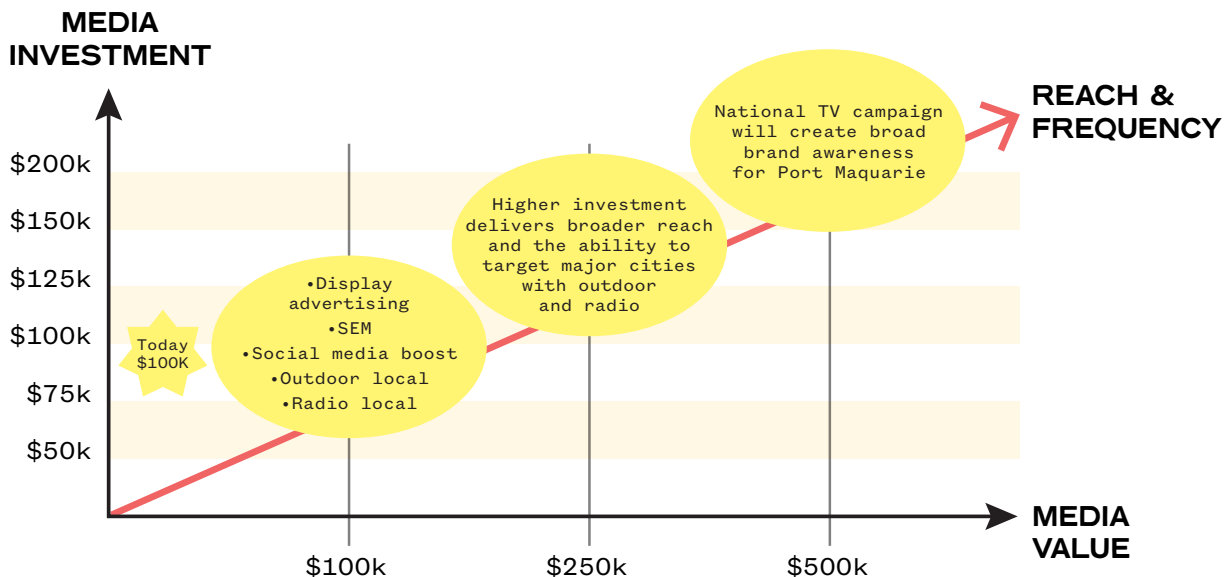 MEDIA
INVESTMENT
REACH &
FREQUENCY
National TV campaign
will create broad
brand awareness
for Port Maquarie
Higher investment
delivers broader reach
and the ability to
target major cities
with outdoor
and radio
•Display
advertising
•SEM
•Social media boost
•Outdoor local
•Radio local
Today
$100K
$200k
$150k
$125k
$100k
$75k
$50k
$100k
$250k
$500k
MEDIA
VALUE